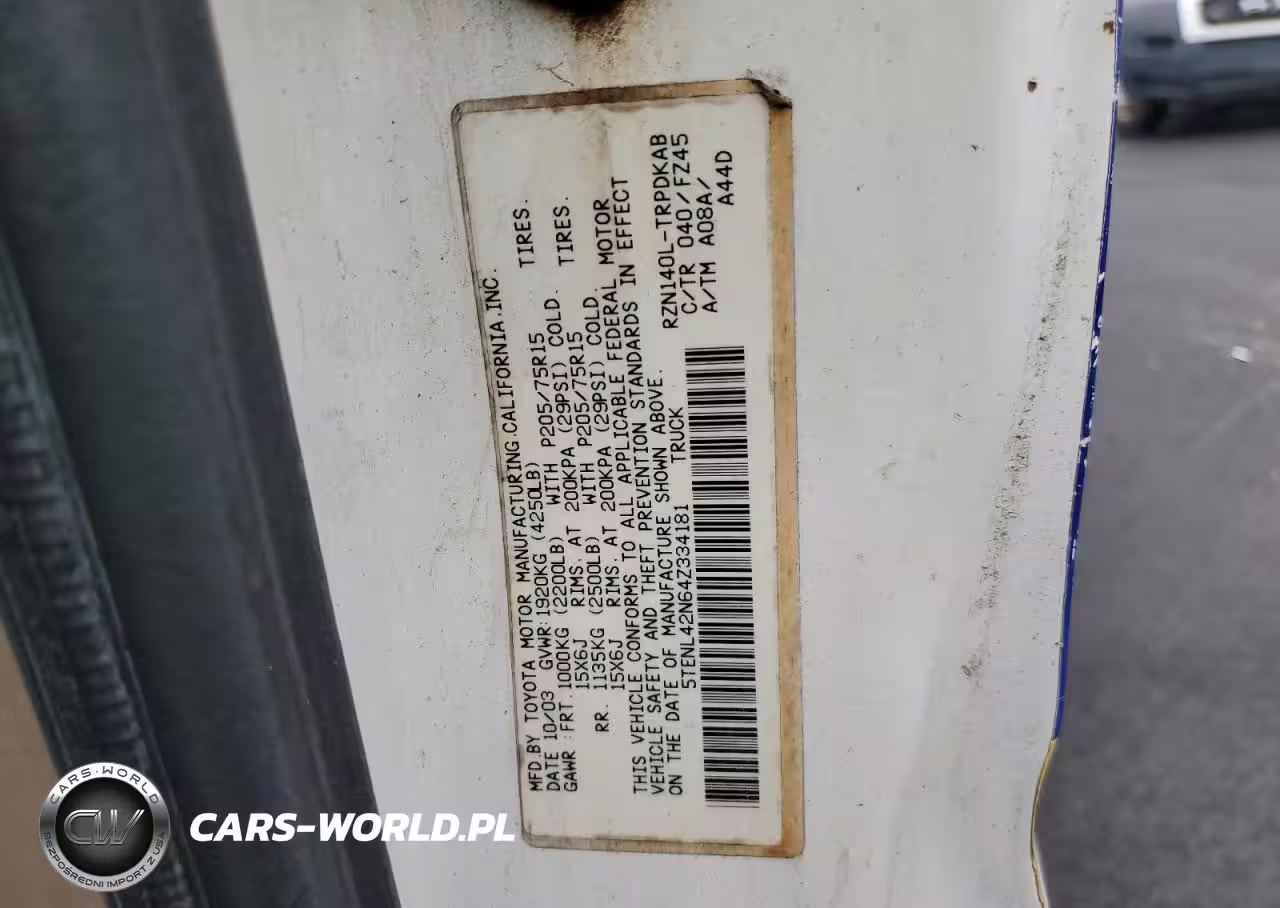 MFD.BY TOYOTA MOTOR MANUFACTURING.CALIFORNIA.INC.
DATE 10/03 GVWR:1920KG (4250LB)
GAWR :FRT.1000KG (2200LB) WITH P205/75R15 TIRES.
15X6J RIMS. AT 200KPA (29PSI) COLD.
RR. 1135KG (2500LB) WITH P205/75R15 TIRES.
15X6J RIMS. AT 200KPA (29PSI) COLD.
THIS VEHICLE CONFORMS TO ALL APPLICABLE FEDERAL MOTOR
VEHICLE SAFETY AND THEFT PREVENTION STANDARDS IN EFFECT
ON THE DATE OF MANUFACTURE SHOWN ABOVE.
5TENL42N64Z334181 TRUCK
RZN140L-TRPDKAB
C/TR 040/FZ45
A/TM A08A/
A44D
CARS-WORLD
CW
BEZPOŚREDNI IMPORT Z USA
CARS-WORLD.PL